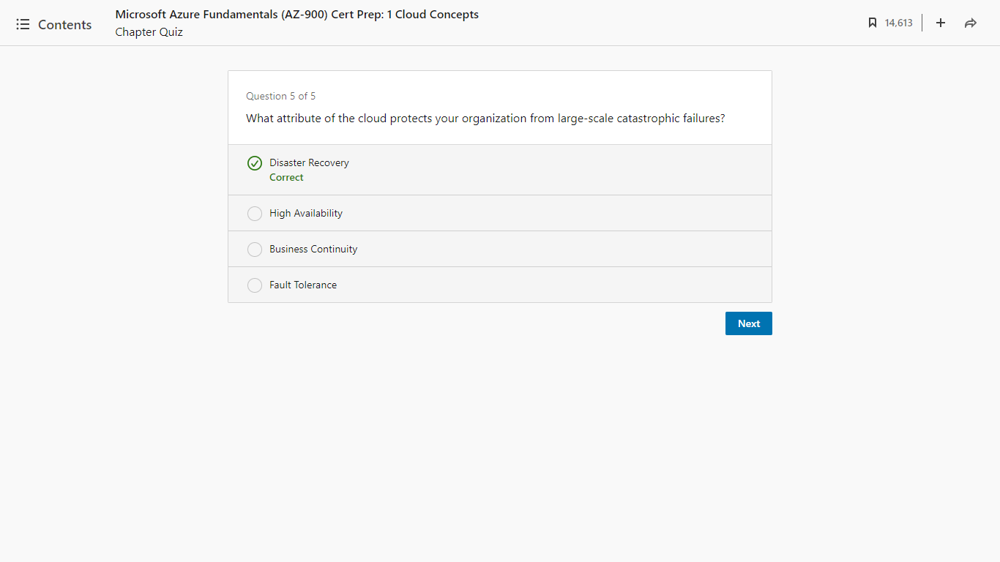 Contents
Microsoft Azure Fundamentals (AZ-900) Cert Prep: 1 Cloud Concepts
Chapter Quiz
14,613
Question 5 of 5
What attribute of the cloud protects your organization from large-scale catastrophic failures?
Disaster Recovery
Correct
High Availability
Business Continuity
Fault Tolerance
Next